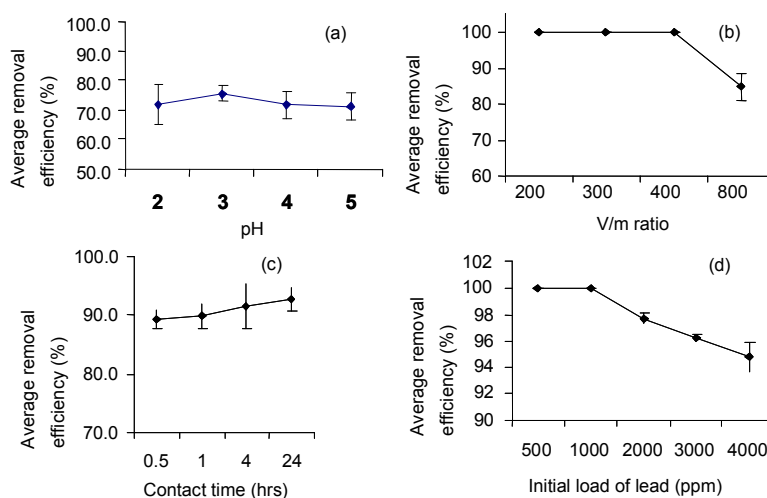 (a)
Average removal
efficiency (%)
100.0
90.0
80.0
70.0
60.0
50.0
2 3 4 5
pH
(b)
Average removal
efficiency (%)
100
90
80
70
60
200 300 400 800
V/m ratio
(c)
Average removal
efficiency (%)
100.0
90.0
80.0
70.0
0.5 1 4 24
Contact time (hrs)
(d)
Average removal
efficiency (%)
102
100
98
96
94
92
90
500 1000 2000 3000 4000
Initial load of lead (ppm)